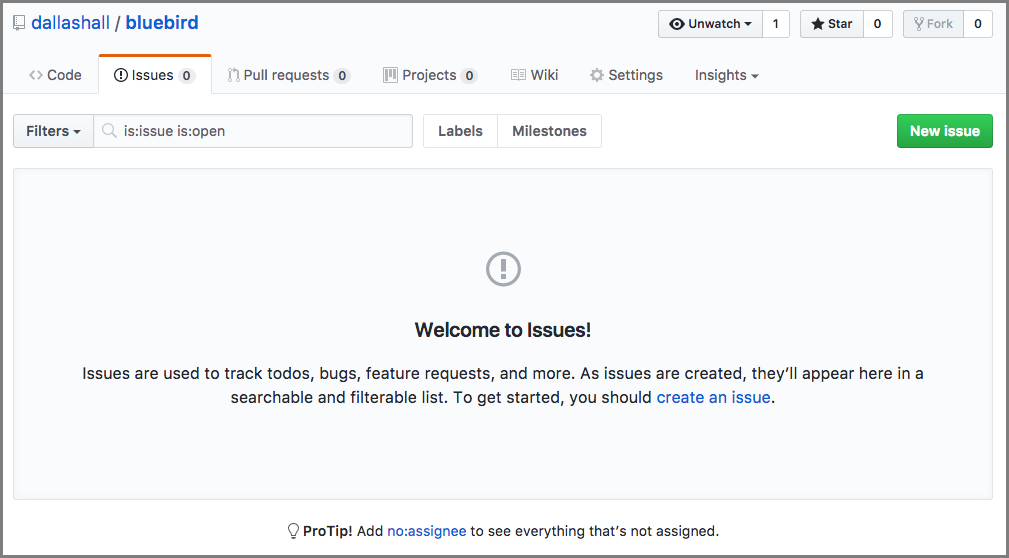 dallashall / bluebird
Unwatch 1 Star 0 Fork 0
Code Issues 0 Pull requests 0 Projects 0 Wiki Settings Insights
Filters is:issue is:open Labels Milestones New issue
Welcome to Issues!
Issues are used to track todos, bugs, feature requests, and more. As issues are created, they’ll appear here in a
searchable and filterable list. To get started, you should create an issue.
ProTip! Add no:assignee to see everything that’s not assigned.